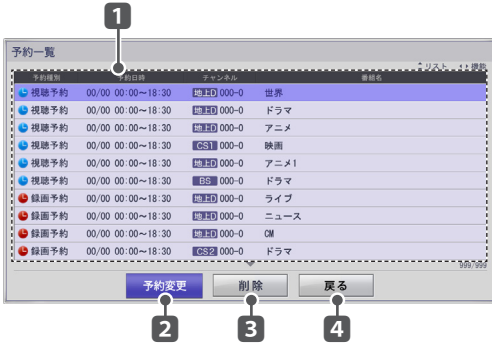 1
予約一覧
リスト 機能
予約種別 予約日時 チャンネル 番組名
視聴予約 00/00 00:00～18:30 地上D 000-0 世界
視聴予約 00/00 00:00～18:30 地上D 000-0 ドラマ
視聴予約 00/00 00:00～18:30 地上D 000-0 アニメ
視聴予約 00/00 00:00～18:30 CS1 000-0 映画
視聴予約 00/00 00:00～18:30 地上D 000-0 アニメ1
視聴予約 00/00 00:00～18:30 BS 000-0 ドラマ
録画予約 00/00 00:00～18:30 地上D 000-0 ライブ
録画予約 00/00 00:00～18:30 地上D 000-0 ニュース
録画予約 00/00 00:00～18:30 地上D 000-0 CM
録画予約 00/00 00:00～18:30 CS2 000-0 ドラマ
999/999
予約変更 削除 戻る
2 3 4